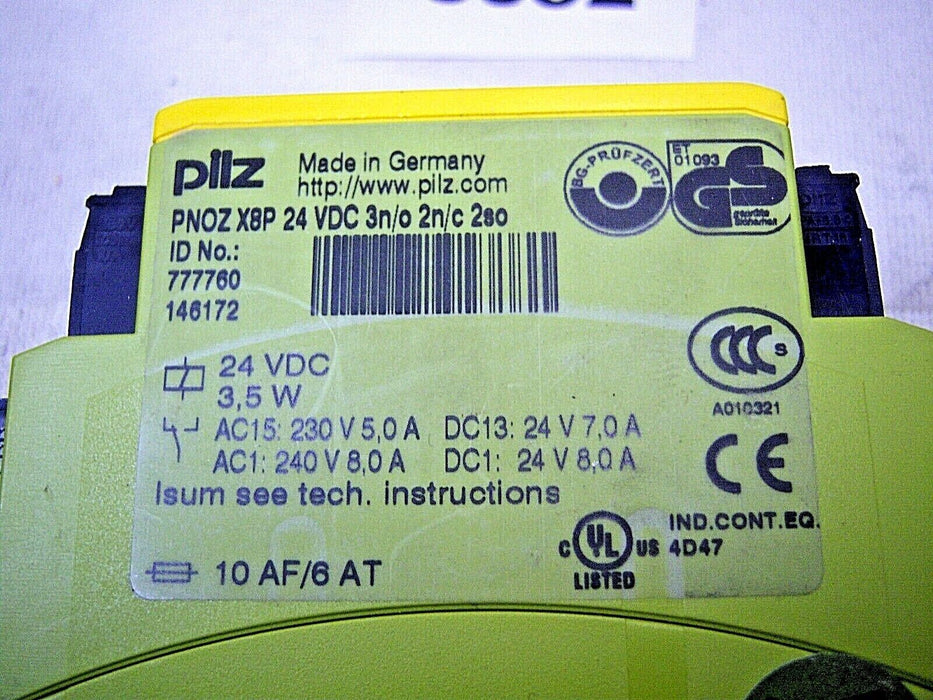 pilz
Made in Germany
http://www.pilz.com
PNOZ X8P 24 VDC 3n/o 2n/c 2so
ID No.:
777760
146172
BG-PRÜFZERT
ET
01093
GS
geprüfte
Sicherheit
CCC S
A010321
24 VDC
3,5 W
AC15: 230 V 5,0 A DC13: 24 V 7,0 A
AC1: 240 V 8,0 A DC1: 24 V 8,0 A
Isum see tech. instructions
CE
10 AF/6 AT
C UL US
LISTED
IND.CONT.EQ.
4D47